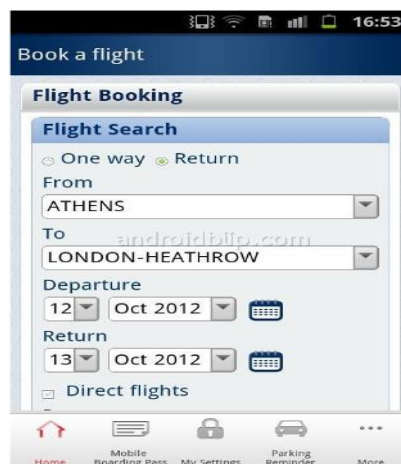 16:53
Book a flight
Flight Booking
Flight Search
One way Return
From
ATHENS
androidblip.com
To
LONDON-HEATHROW
Departure
12 Oct 2012
Return
13 Oct 2012
Direct flights
Home Mobile Boarding Pass My Settings Parking Reminder More